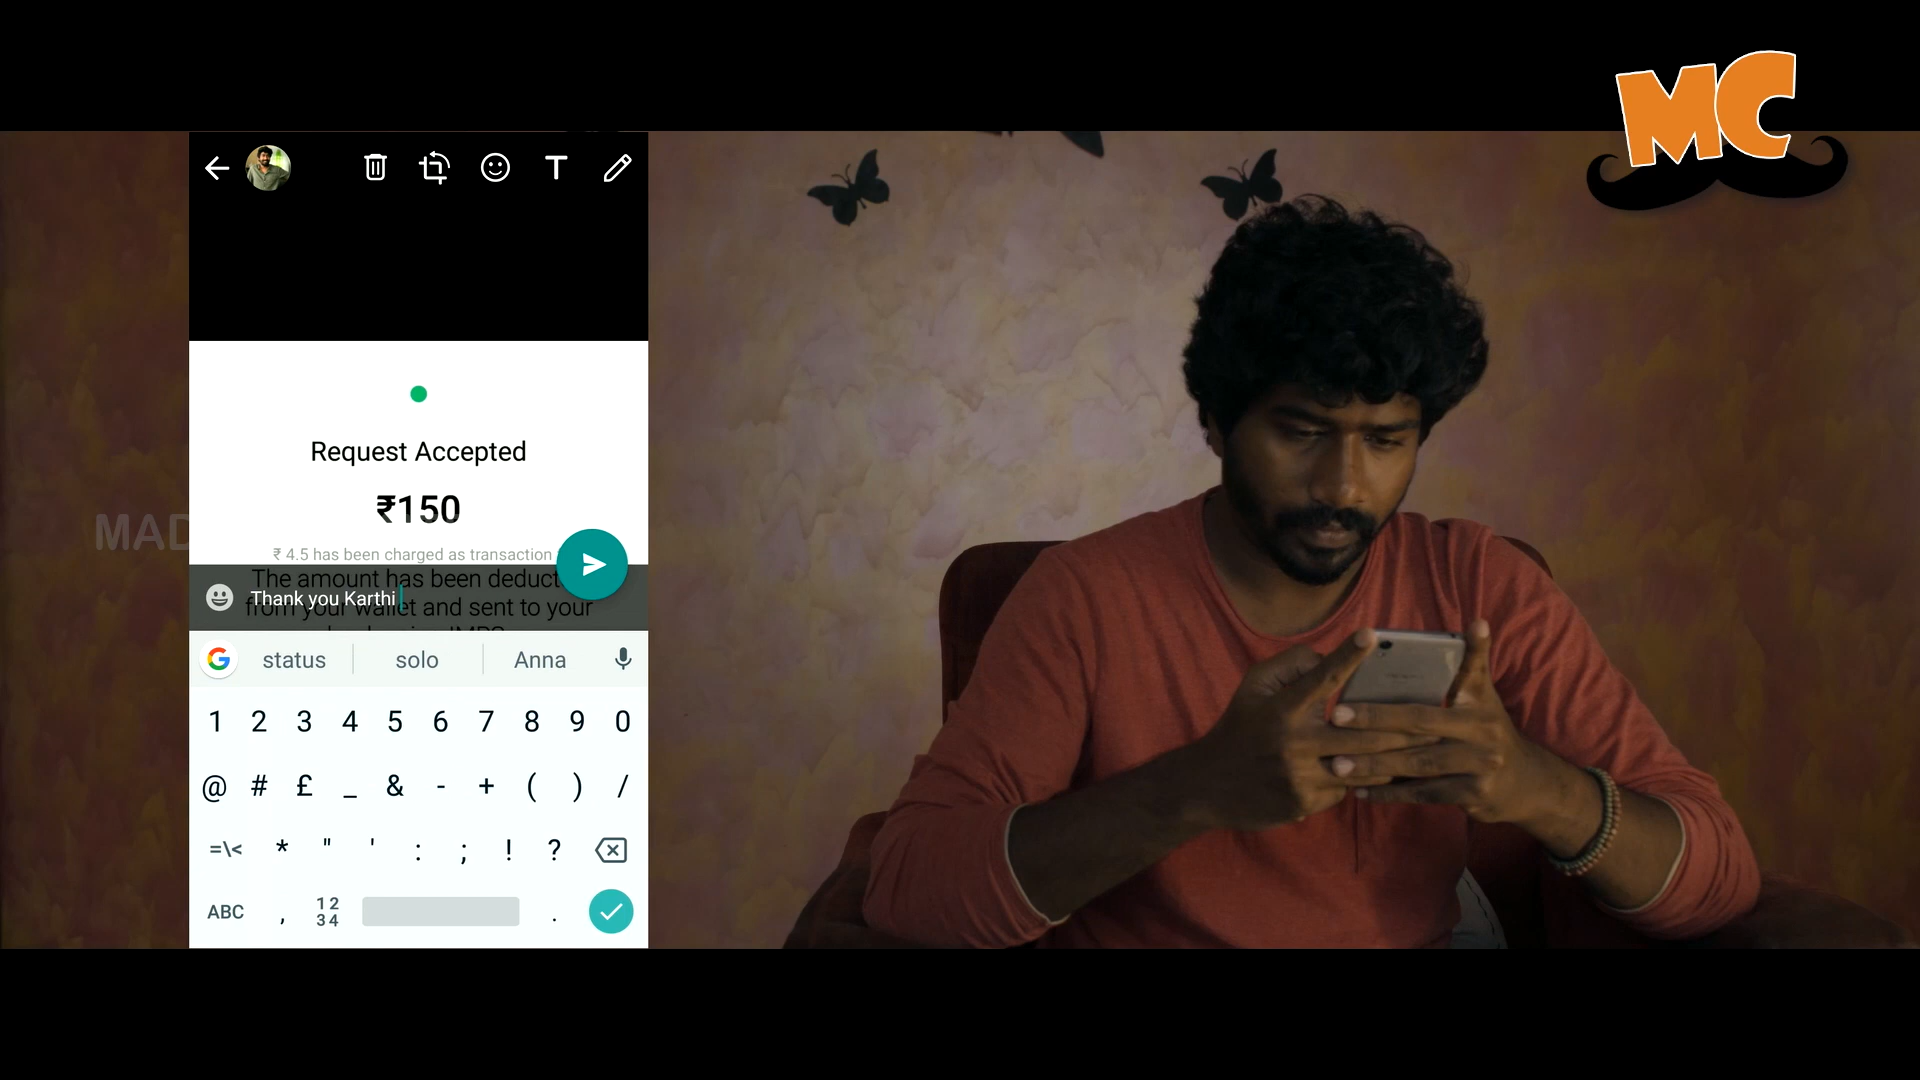 MC
MAD
Request Accepted
₹150
₹ 4.5 has been charged as transaction
The amount has been deduct
from your wallet and sent to your
Thank you Karthi
status solo Anna
1 2 3 4 5 6 7 8 9 0
@ # £ _ & - + ( ) /
=\< * " ' : ; ! ?
ABC , 12 34 .